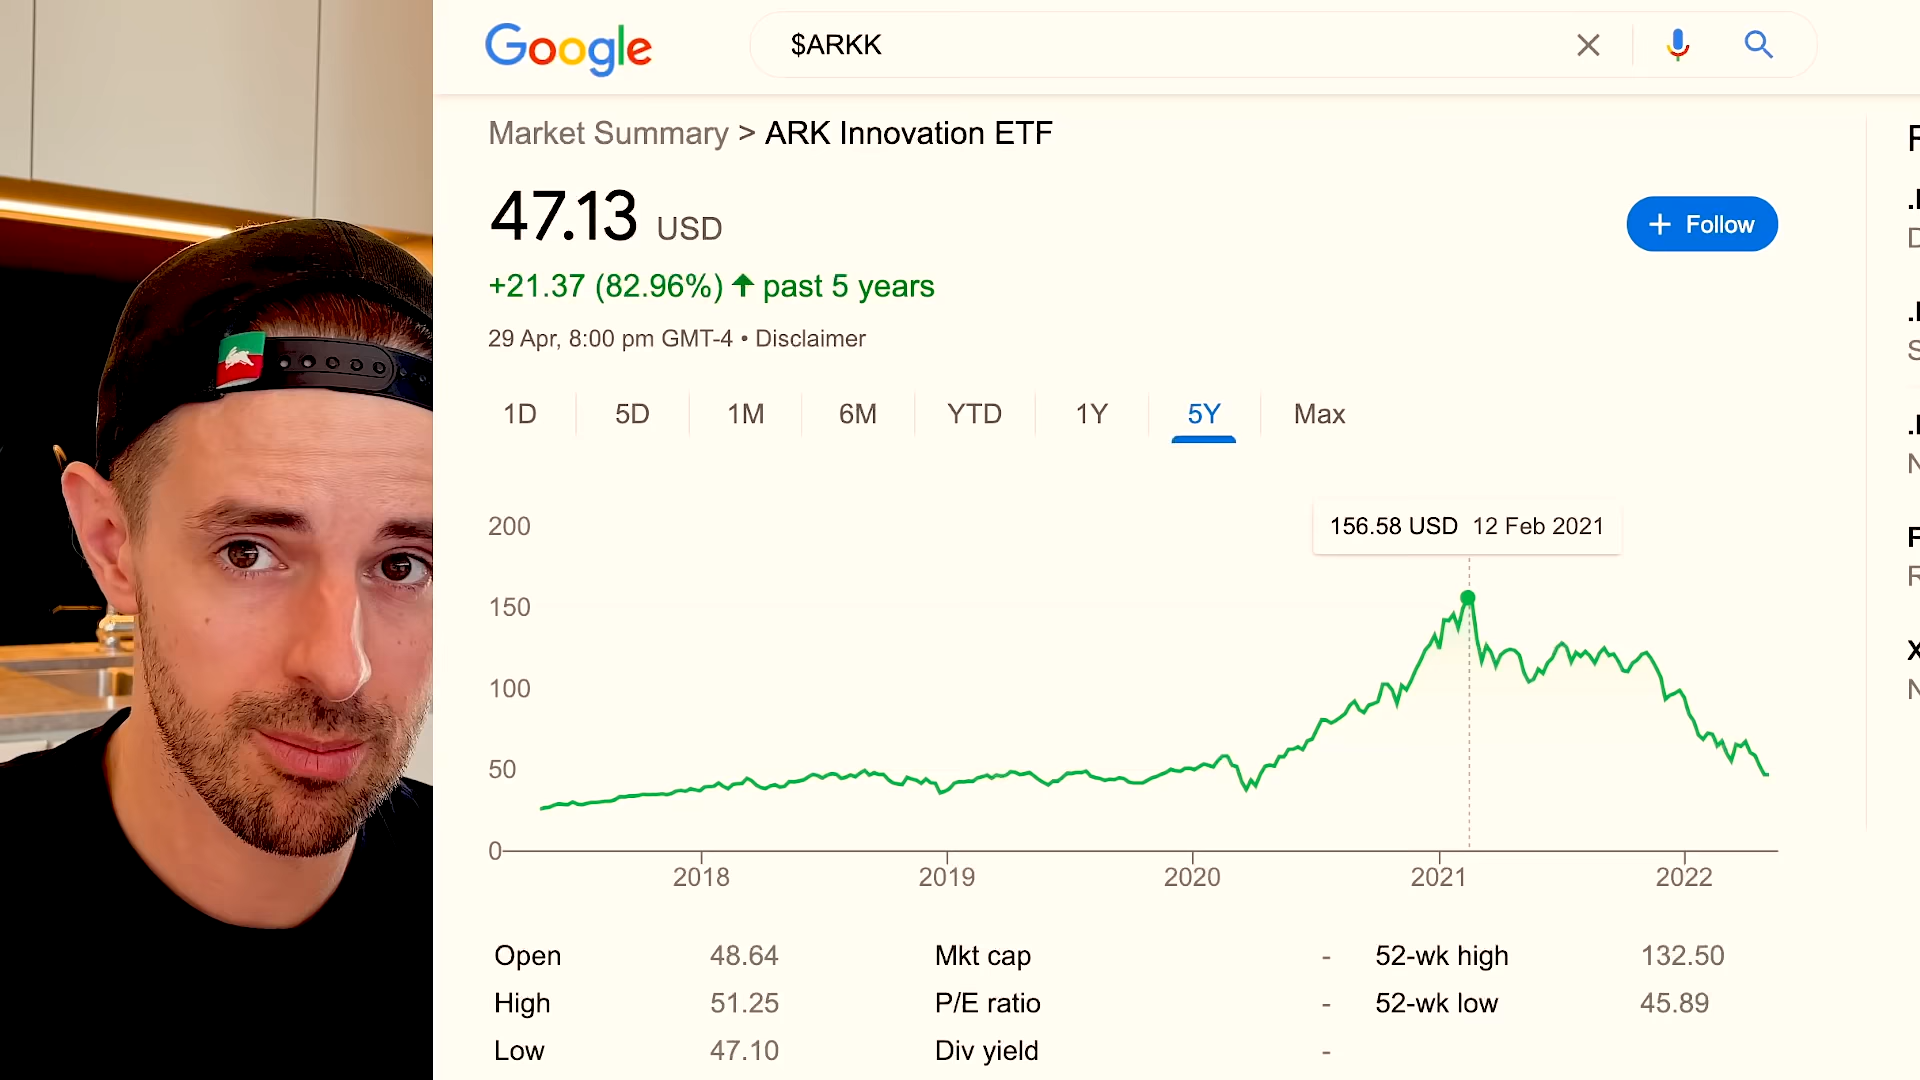 Google
$ARKK
Market Summary > ARK Innovation ETF
47.13 USD
+ Follow
+21.37 (82.96%) ↑ past 5 years
29 Apr, 8:00 pm GMT-4 • Disclaimer
1D 5D 1M 6M YTD 1Y 5Y Max
156.58 USD 12 Feb 2021
200
150
100
50
0
2018 2019 2020 2021 2022
Open 48.64 Mkt cap - 52-wk high 132.50
High 51.25 P/E ratio - 52-wk low 45.89
Low 47.10 Div yield -